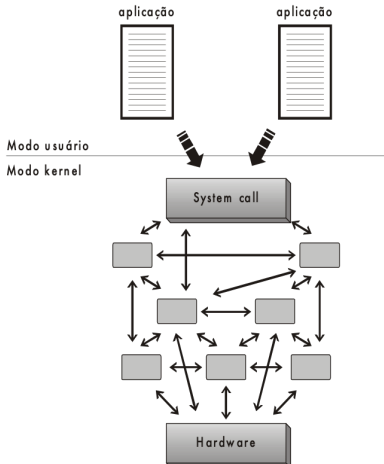 aplicação
aplicação
Modo usuário
Modo kernel
System call
Hardware